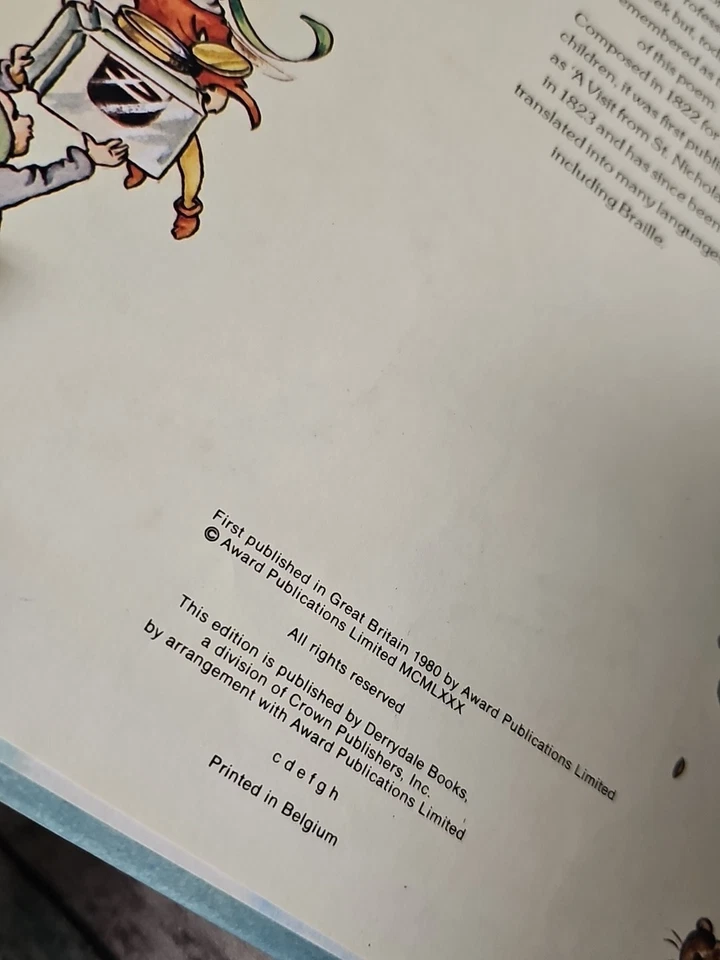 of this poem
Composed in 1822 for
children, it was first
as 'A Visit from St.
in 1823 and has since been
translated into many
including Braille.
First published in Great Britain 1980 by Award Publications Limited
© Award Publications Limited MCMLXXX
All rights reserved
This edition is published by Derrydale Books,
a division of Crown Publishers, Inc.
by arrangement with Award Publications Limited
c d e f g h
Printed in Belgium